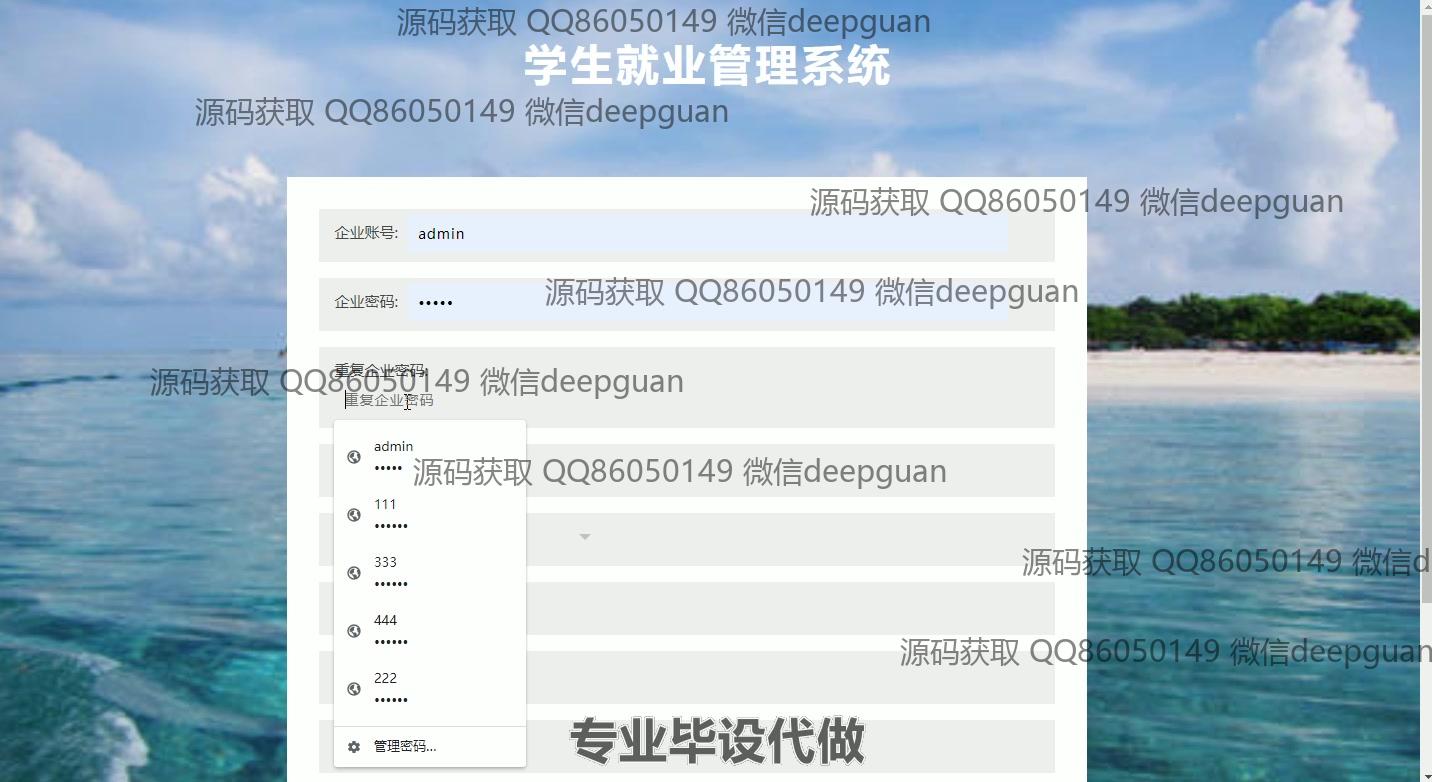 源码获取 QQ86050149 微信deepguan
学生就业管理系统
源码获取 QQ86050149 微信deepguan
源码获取 QQ86050149 微信deepguan
企业账号: admin
源码获取 QQ86050149 微信deepguan
企业密码: •••••
重复企业密码:
源码获取 QQ86050149 微信deepguan
重复企业密码
admin
•••••
源码获取 QQ86050149 微信deepguan
111
••••••
333
••••••
源码获取 QQ86050149 微信d
444
••••••
源码获取 QQ86050149 微信deepguan
222
••••••
管理密码...
专业毕设代做